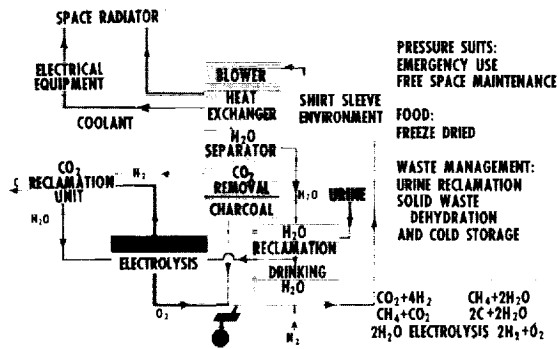 SPACE RADIATOR
ELECTRICAL
EQUIPMENT
COOLANT
BLOWER
HEAT
EXCHANGER
H2O
SEPARATOR
CO2
REMOVAL
CHARCOAL
SHIRT SLEEVE
ENVIRONMENT
C
CO2
RECLAMATION
UNIT
H2
H2O
H2O
URINE
H2O
RECLAMATION
DRINKING
H2O
ELECTROLYSIS
O2
N2
PRESSURE SUITS:
EMERGENCY USE
FREE SPACE MAINTENANCE
FOOD:
FREEZE DRIED
WASTE MANAGEMENT:
URINE RECLAMATION
SOLID WASTE
DEHYDRATION
AND COLD STORAGE
CO2+4H2 CH4+2H2O
CH4+CO2 2C+2H2O
2H2O ELECTROLYSIS 2H2+O2